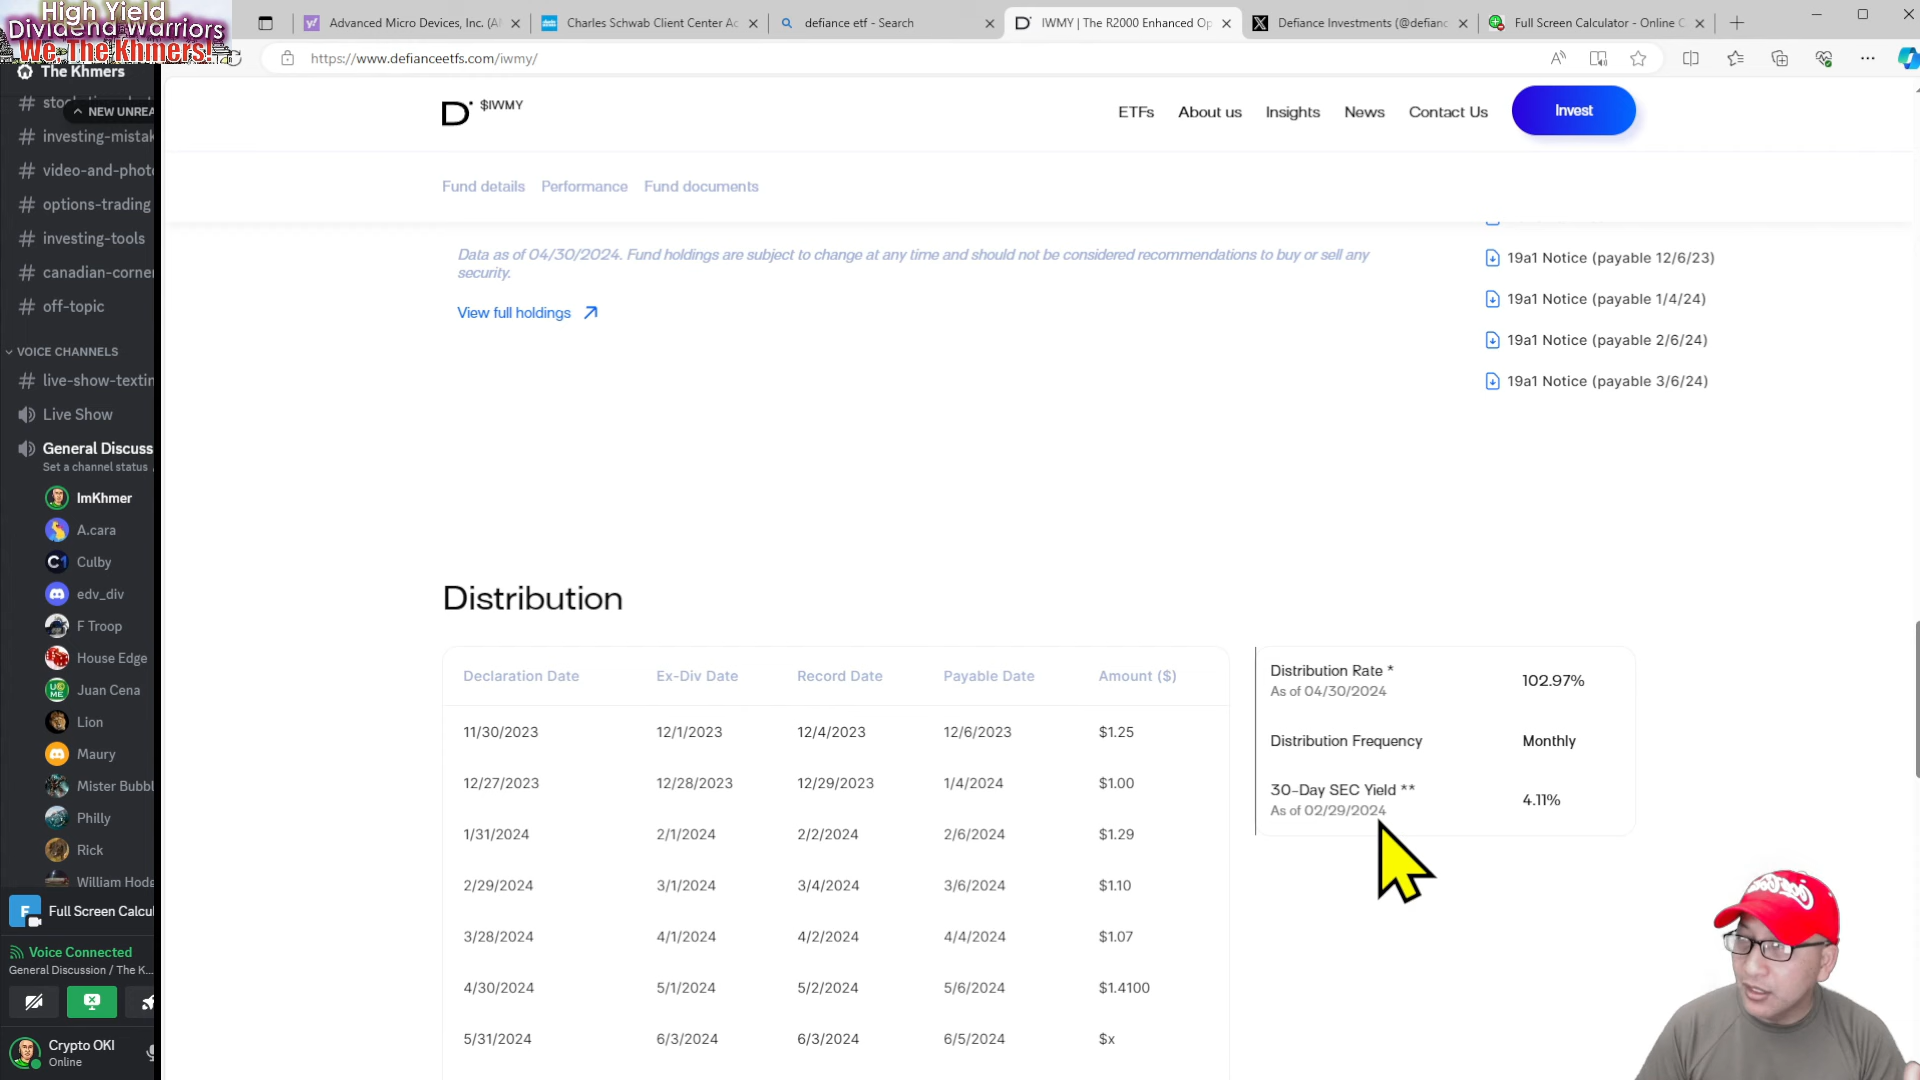 High Yield
Dividend Warriors
We The Khmers!
Advanced Micro Devices, Inc. (A
Charles Schwab Client Center Ac
defiance etf - Search
IWMY | The R2000 Enhanced Op
Defiance Investments (@defianc
Full Screen Calculator - Online C
https://www.defianceetfs.com/iwmy/
The Khmers
NEW UNREA
investing-mistak
video-and-photo
options-trading
investing-tools
canadian-corner
off-topic
VOICE CHANNELS
live-show-textin
Live Show
General Discuss
Set a channel status
ImKhmer
A.cara
Culby
edv_div
F Troop
House Edge
Juan Cena
Lion
Maury
Mister Bubbl
Philly
Rick
William Hodg
Full Screen Calcul
Voice Connected
General Discussion / The K...
Crypto OKI
Online
D $IWMY
ETFs
About us
Insights
News
Contact Us
Invest
Fund details
Performance
Fund documents
Data as of 04/30/2024. Fund holdings are subject to change at any time and should not be considered recommendations to buy or sell any
security.
View full holdings
19a1 Notice (payable 12/6/23)
19a1 Notice (payable 1/4/24)
19a1 Notice (payable 2/6/24)
19a1 Notice (payable 3/6/24)
Distribution
Declaration Date Ex-Div Date Record Date Payable Date Amount ($)
11/30/2023 12/1/2023 12/4/2023 12/6/2023 $1.25
12/27/2023 12/28/2023 12/29/2023 1/4/2024 $1.00
1/31/2024 2/1/2024 2/2/2024 2/6/2024 $1.29
2/29/2024 3/1/2024 3/4/2024 3/6/2024 $1.10
3/28/2024 4/1/2024 4/2/2024 4/4/2024 $1.07
4/30/2024 5/1/2024 5/2/2024 5/6/2024 $1.4100
5/31/2024 6/3/2024 6/3/2024 6/5/2024 $x
Distribution Rate * 102.97%
As of 04/30/2024
Distribution Frequency Monthly
30-Day SEC Yield ** 4.11%
As of 02/29/2024